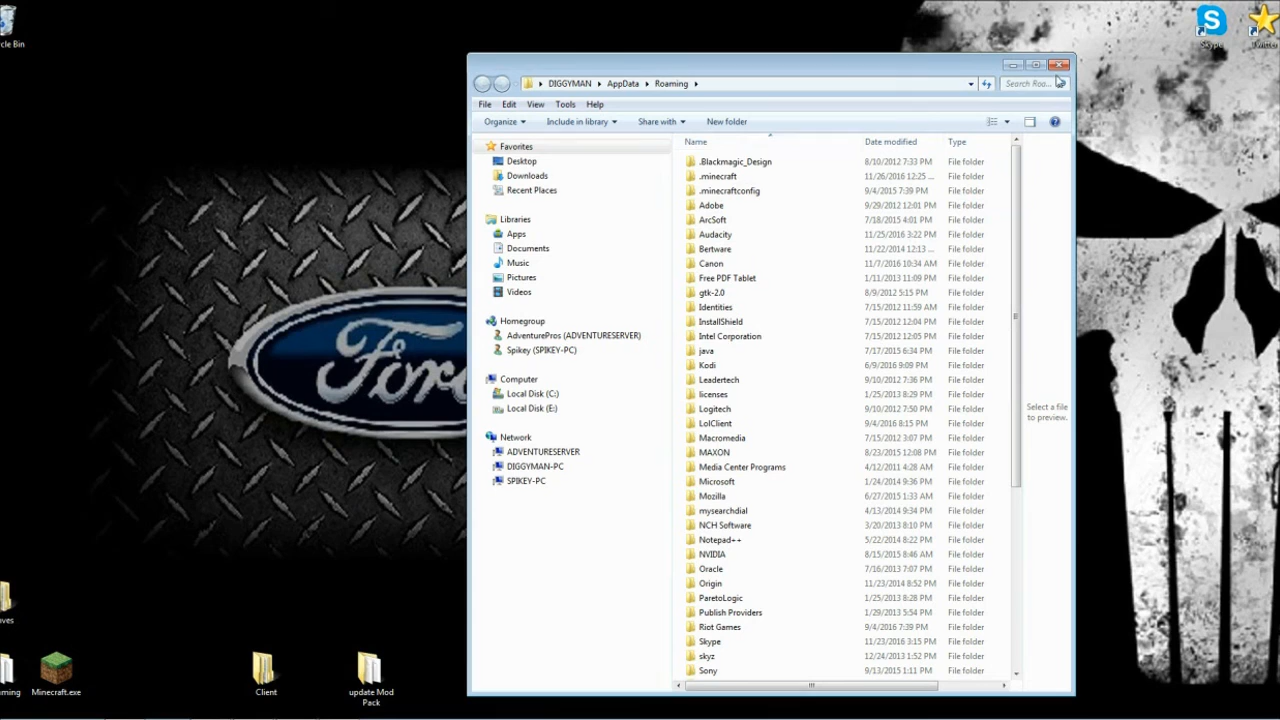 cle Bin
Skype
Twitter
Ford
DIGGYMAN
AppData
Roaming
Search Roa...
File
Edit
View
Tools
Help
Organize
Include in library
Share with
New folder
Name
Date modified
Type
Favorites
Desktop
Downloads
Recent Places
Libraries
Apps
Documents
Music
Pictures
Videos
Homegroup
AdventurePros (ADVENTURESERVER)
Spikey (SPIKEY-PC)
Computer
Local Disk (C:)
Local Disk (E:)
Network
ADVENTURESERVER
DIGGYMAN-PC
SPIKEY-PC
.Blackmagic_Design 8/10/2012 7:33 PM File folder
.minecraft 11/26/2016 12:25 ... File folder
.minecraftconfig 9/4/2015 7:39 PM File folder
Adobe 9/29/2012 12:01 PM File folder
ArcSoft 7/18/2015 4:01 PM File folder
Audacity 11/25/2016 3:22 PM File folder
Bertware 11/22/2014 12:13 ... File folder
Canon 11/7/2016 10:34 AM File folder
Free PDF Tablet 1/11/2013 11:09 PM File folder
gtk-2.0 8/9/2012 5:15 PM File folder
Identities 7/15/2012 11:59 AM File folder
InstallShield 7/15/2012 12:04 PM File folder
Intel Corporation 7/15/2012 12:05 PM File folder
java 7/17/2015 6:34 PM File folder
Kodi 6/9/2016 9:09 PM File folder
Leadertech 9/10/2012 7:36 PM File folder
licenses 1/25/2013 8:29 PM File folder
Logitech 9/10/2012 7:50 PM File folder
LolClient 9/4/2016 8:15 PM File folder
Macromedia 7/15/2012 3:07 PM File folder
MAXON 8/23/2015 12:08 PM File folder
Media Center Programs 4/12/2011 4:28 AM File folder
Microsoft 1/24/2014 9:36 PM File folder
Mozilla 6/27/2015 1:33 AM File folder
mysearchdial 4/13/2014 9:34 PM File folder
NCH Software 3/20/2013 8:10 PM File folder
Notepad++ 5/22/2014 8:22 PM File folder
NVIDIA 8/15/2015 8:46 AM File folder
Oracle 7/16/2013 7:07 PM File folder
Origin 11/23/2014 8:52 PM File folder
ParetoLogic 1/25/2013 8:28 PM File folder
Publish Providers 1/29/2013 5:54 PM File folder
Riot Games 9/4/2016 7:39 PM File folder
Skype 11/23/2016 3:15 PM File folder
skyz 12/24/2013 1:52 PM File folder
Sony 9/13/2015 1:11 PM File folder
Select a file
to preview.
ves
ming
Minecraft.exe
Client
update Mod
Pack